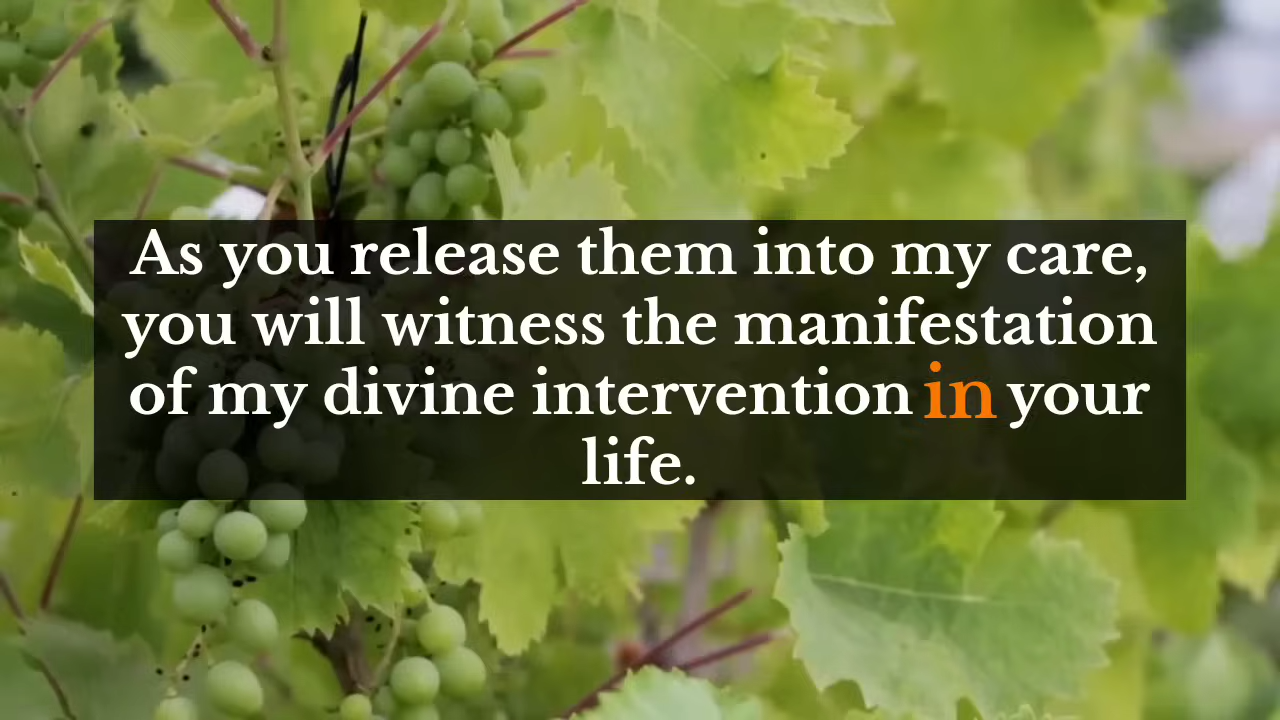 As you release them into my care,
you will witness the manifestation
of my divine intervention in your
life.